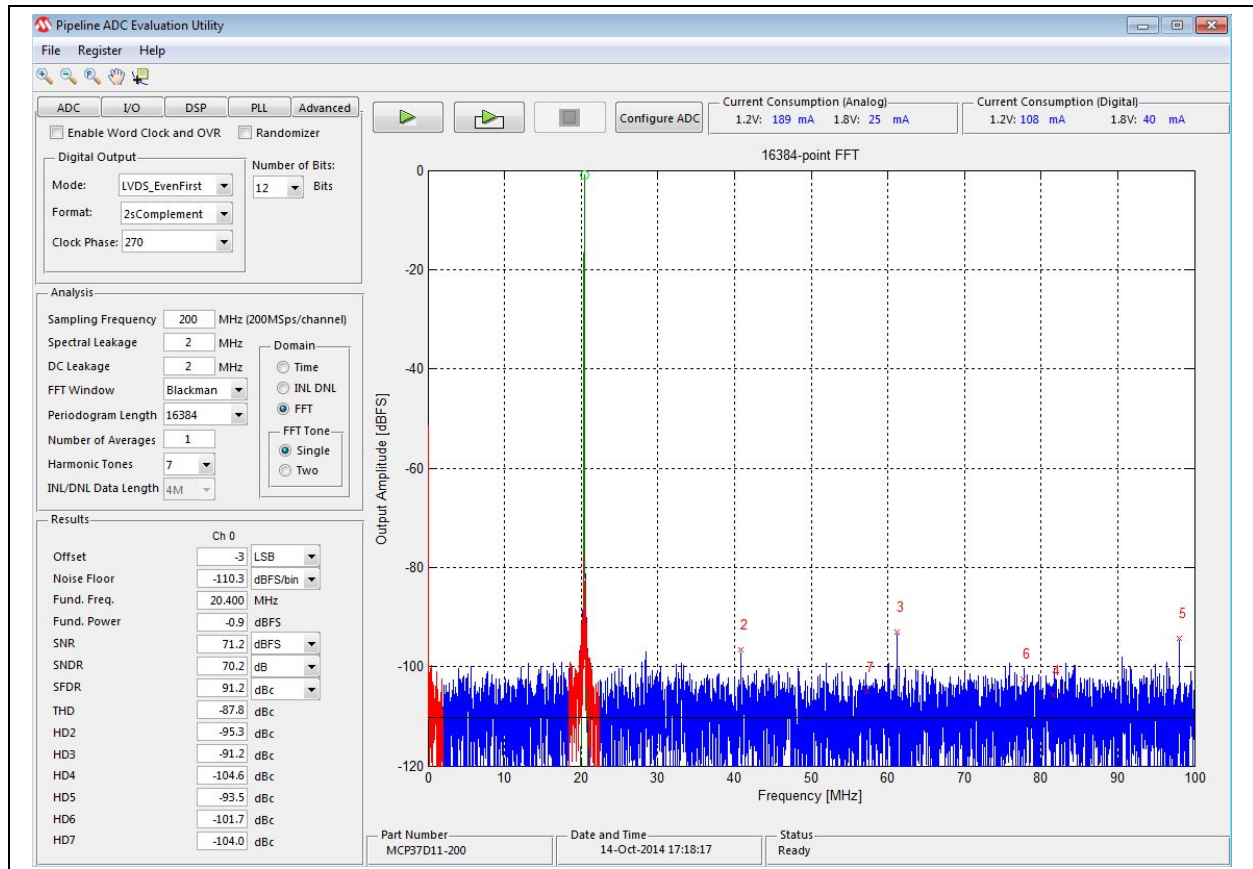 Pipeline ADC Evaluation Utility
File Register Help
ADC I/O DSP PLL Advanced
Enable Word Clock and OVR Randomizer
Digital Output
Number of Bits:
Mode: LVDS_EvenFirst 12 Bits
Format: 2sComplement
Clock Phase: 270
Configure ADC
Current Consumption (Analog)
1.2V: 189 mA 1.8V: 25 mA
Current Consumption (Digital)
1.2V: 108 mA 1.8V: 40 mA
Analysis
Sampling Frequency 200 MHz (200MSps/channel)
Spectral Leakage 2 MHz
DC Leakage 2 MHz
FFT Window Blackman
Periodogram Length 16384
Number of Averages 1
Harmonic Tones 7
INL/DNL Data Length 4M
Domain
Time
INL DNL
FFT
FFT Tone
Single
Two
Results
Ch 0
Offset -3 LSB
Noise Floor -110.3 dBFS/bin
Fund. Freq. 20.400 MHz
Fund. Power -0.9 dBFS
SNR 71.2 dBFS
SNDR 70.2 dB
SFDR 91.2 dBc
THD -87.8 dBc
HD2 -95.3 dBc
HD3 -91.2 dBc
HD4 -104.6 dBc
HD5 -93.5 dBc
HD6 -101.7 dBc
HD7 -104.0 dBc
16384-point FFT
Output Amplitude [dBFS]
0
-20
-40
-60
-80
-100
-120
2
7
3
6
4
5
0 10 20 30 40 50 60 70 80 90 100
Frequency [MHz]
Part Number
MCP37D11-200
Date and Time
14-Oct-2014 17:18:17
Status
Ready